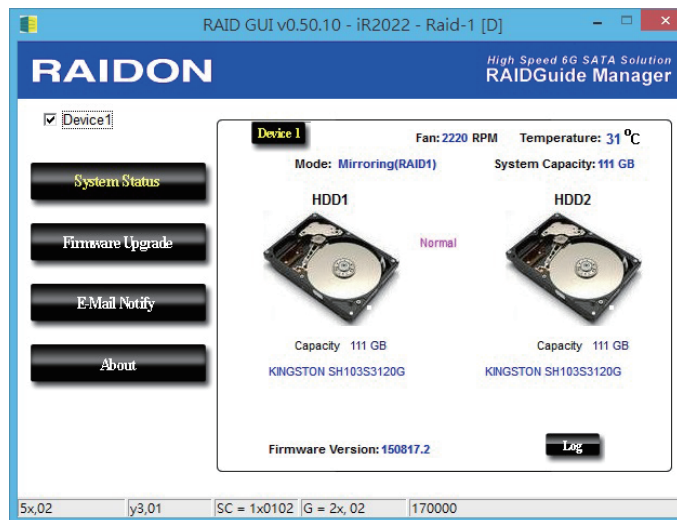 RAID GUI v0.50.10 - iR2022 - Raid-1 [D]
RAIDON
High Speed 6G SATA Solution
RAIDGuide Manager
Device1
System Status
Firmware Upgrade
E-Mail Notify
About
Device 1
Fan: 2220 RPM Temperature: 31 °C
Mode: Mirroring(RAID1) System Capacity: 111 GB
HDD1 HDD2
Normal
Capacity 111 GB Capacity 111 GB
KINGSTON SH103S3120G KINGSTON SH103S3120G
Firmware Version: 150817.2
Log
5x,02 y3,01 SC = 1x0102 G = 2x, 02 170000